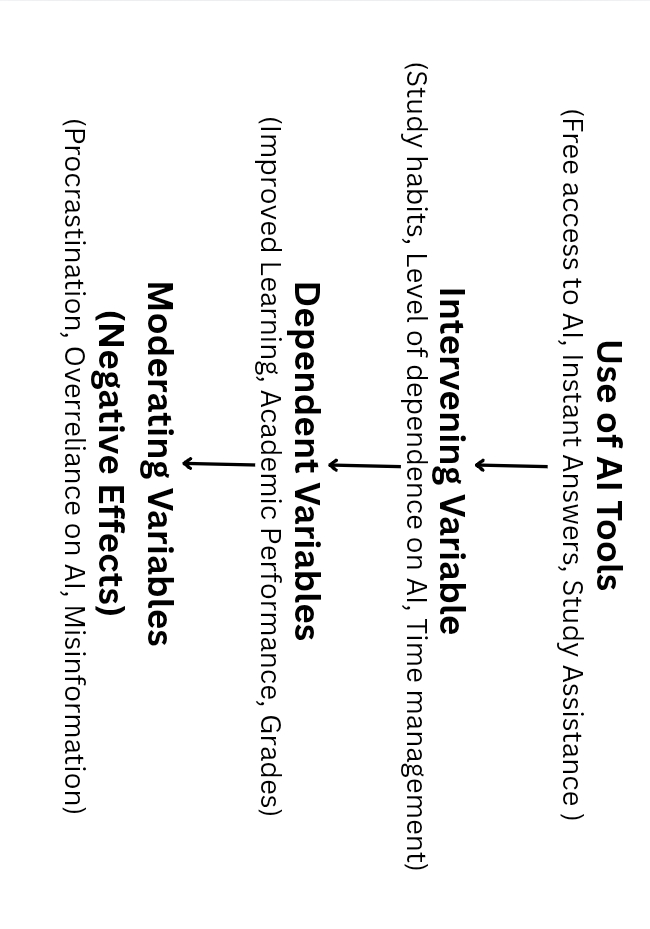 Use of AI Tools
(Free access to AI, Instant Answers, Study Assistance )
Intervening Variable
(Study habits, Level of dependence on AI, Time management)
Dependent Variables
(Improved Learning, Academic Performance, Grades)
Moderating Variables
(Negative Effects)
(Procrastination, Overreliance on AI, Misinformation)